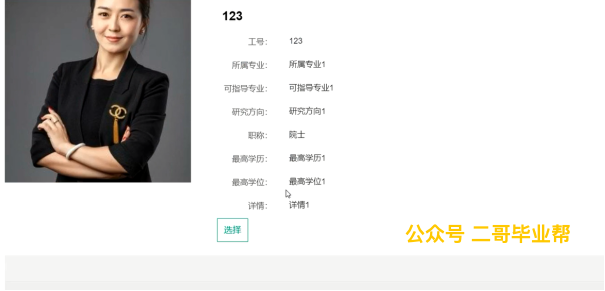 123
工号： 123
所属专业： 所属专业1
可指导专业： 可指导专业1
研究方向： 研究方向1
职称： 院士
最高学历： 最高学历1
最高学位： 最高学位1
详情： 详情1
选择
公众号 二哥毕业帮